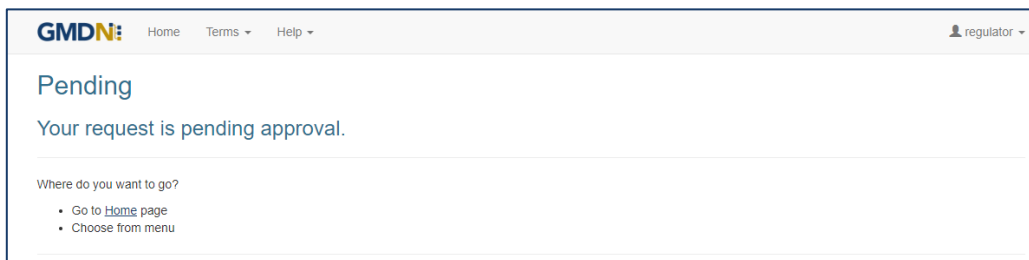 GMDN Home Terms Help regulator
Pending
Your request is pending approval.
Where do you want to go?
Go to Home page
Choose from menu